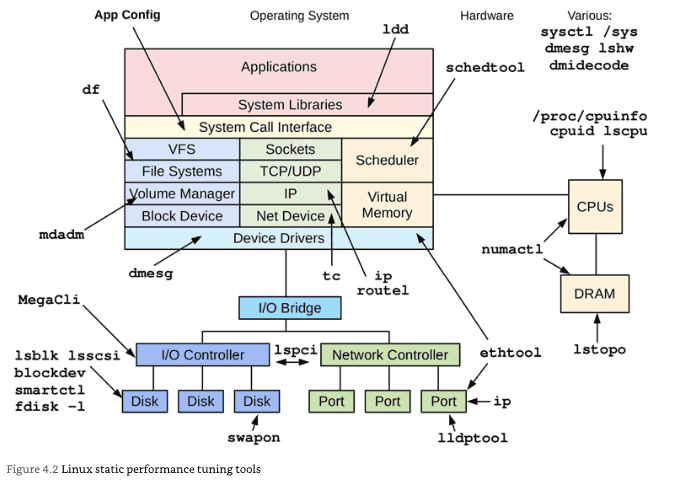 App Config
Operating System
Hardware
Various:
sysctl /sys
dmesg lshw
dmidecode
ldd
schedtool
df
Applications
System Libraries
System Call Interface
VFS
Sockets
Scheduler
File Systems
TCP/UDP
Volume Manager
IP
Virtual
Memory
Block Device
Net Device
Device Drivers
/proc/cpuinfo
cpuid lscpu
CPUs
numactl
DRAM
lstopo
mdadm
dmesg
tc
ip
routel
MegaCli
I/O Bridge
I/O Controller
lspci
Network Controller
ethtool
lsblk lsscsi
blockdev
smartctl
fdisk -l
Disk
Disk
Disk
Port
Port
Port
ip
swapon
lldptool
Figure 4.2 Linux static performance tuning tools